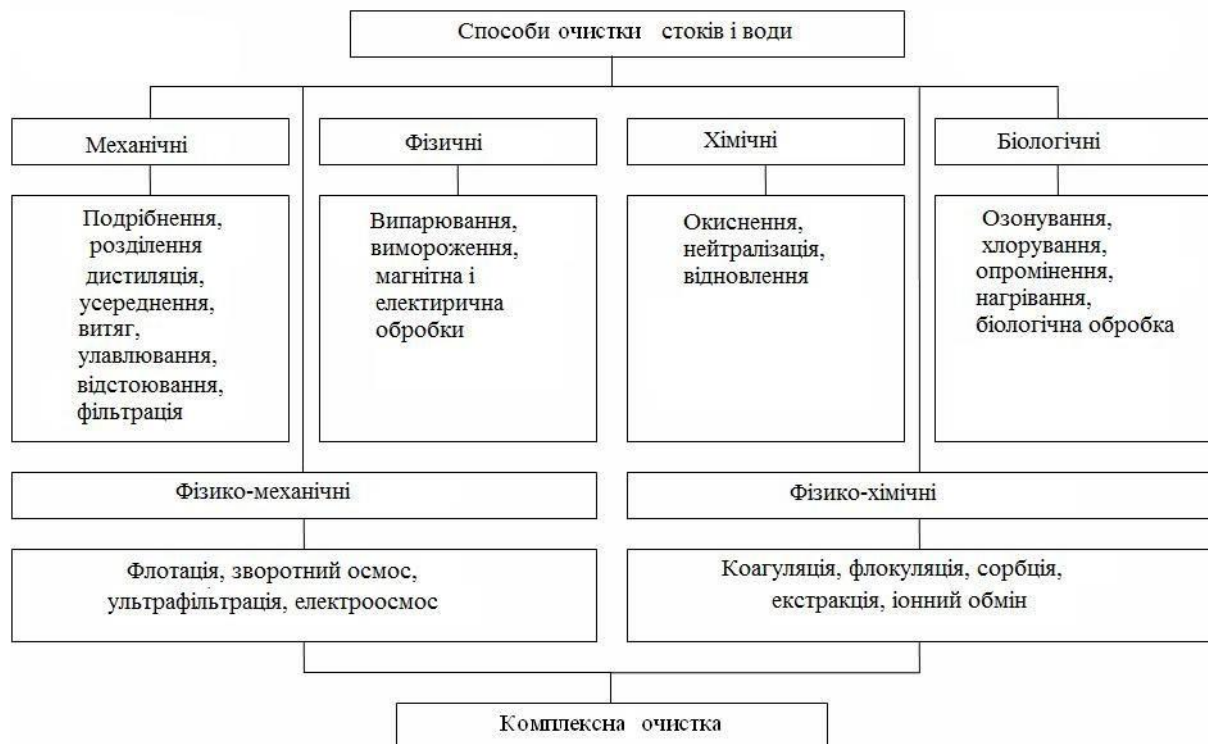 Способи очистки стоків і води
Механічні
Фізичні
Хімічні
Біологічні
Подрібнення,
розділення
дистиляція,
усереднення,
витяг,
улавлювання,
відстоювання,
фільтрація
Випарювання,
вимороження,
магнітна і
електирична
обробки
Окиснення,
нейтралізація,
відновлення
Озонування,
хлорування,
опромінення,
нагрівання,
біологічна обробка
Фізико-механічні
Фізико-хімічні
Флотація, зворотний осмос,
ультрафільтрація, електроосмос
Коагуляція, флокуляція, сорбція,
екстракція, іонний обмін
Комплексна очистка